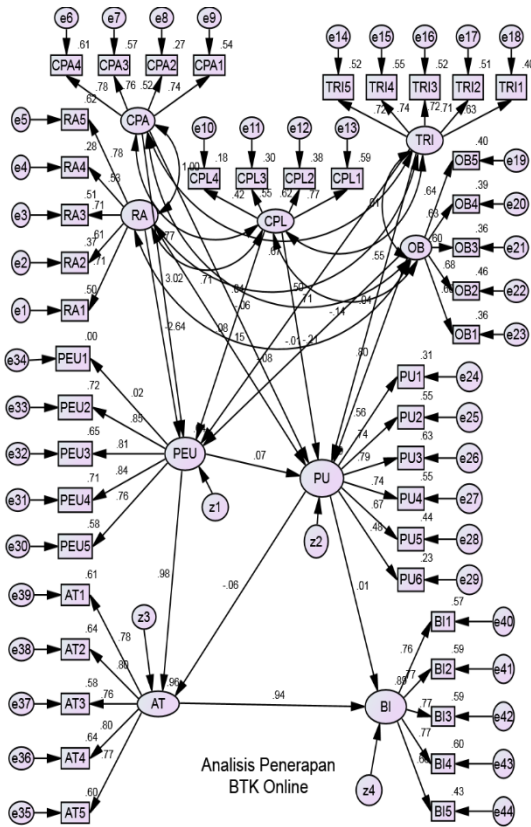 e6 e7 e8 e9
.61 .57 .27 .54
CPA4 CPA3 CPA2 CPA1
.78 .76 .52 .74
CPA
e14 e15 e16 e17 e18
.52 .55 .52 .51 .40
TRI5 TRI4 TRI3 TRI2 TRI1
.72 .74 .72 .71 .63
TRI
e10 e11 e12 e13
.18 .30 .38 .59
CPL4 CPL3 CPL2 CPL1
.42 .55 .62 .77
CPL
e5 RA5 .62 .78
e4 RA4 .28 .53
e3 RA3 .51 .71
e2 RA2 .37 .61
e1 RA1 .50 .71
RA
1.00
OB5 .40 e19 .64
OB4 .39 e20 .63
OB3 .36 e21 .60
OB2 .46 e22 .68
OB1 .36 e23
OB
.55
.71
.71
3.02
-2.64
.15
.06
-.08
-.01
-.21
-.14
.80
e34 PEU1 .00 .02
e33 PEU2 .72 .85
e32 PEU3 .65 .81
e31 PEU4 .71 .84
e30 PEU5 .58 .76
PEU
z1
.07
PU
z2
PU1 .31 e24 .56
PU2 .55 e25 .74
PU3 .63 e26 .79
PU4 .55 e27 .74
PU5 .44 e28 .67
PU6 .23 e29 .48
.98
-.06
.01
e39 AT1 .61 .78
e38 AT2 .64 .80
e37 AT3 .58 .76
e36 AT4 .64 .80
e35 AT5 .60 .77
z3
.96
AT
.94
BI
z4
BI1 .57 e40 .76
BI2 .59 e41 .77
BI3 .59 e42 .77
BI4 .60 e43 .77
BI5 .43 e44
Analisis Penerapan
BTK Online